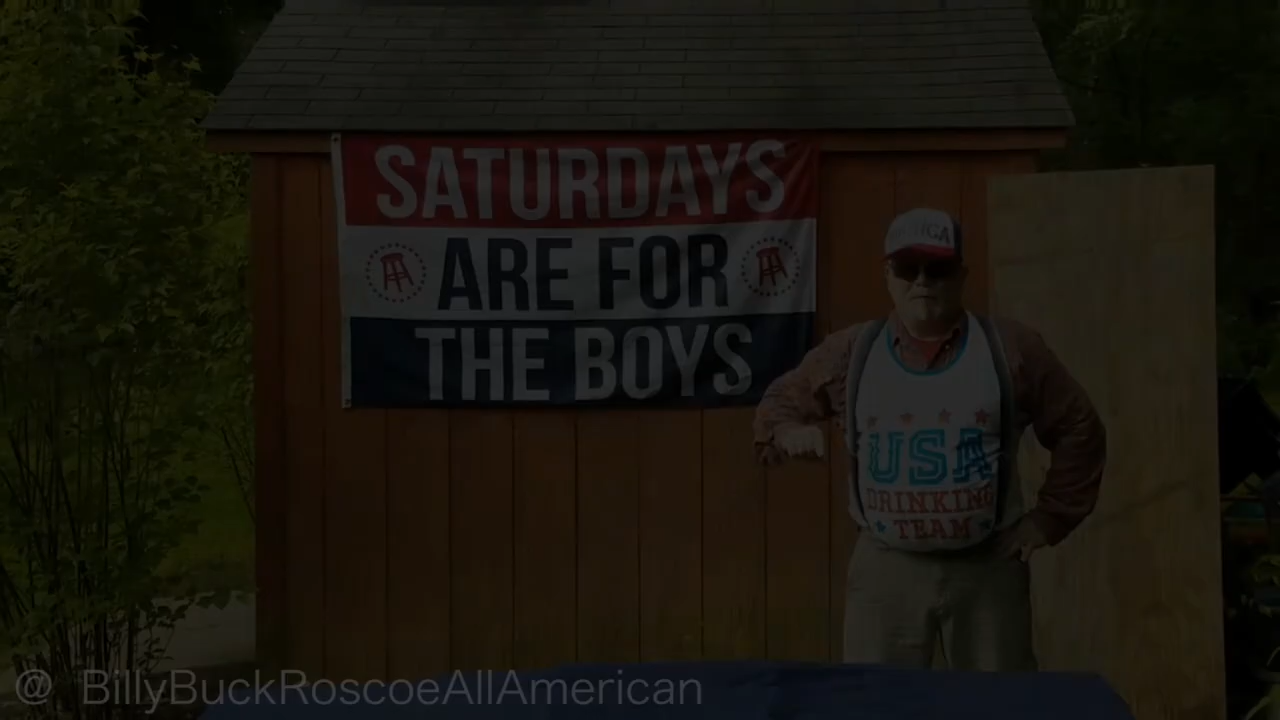 SATURDAYS
ARE FOR
THE BOYS
USA
DRINKING
TEAM
@ BillyBuckRoscoeAllAmerican